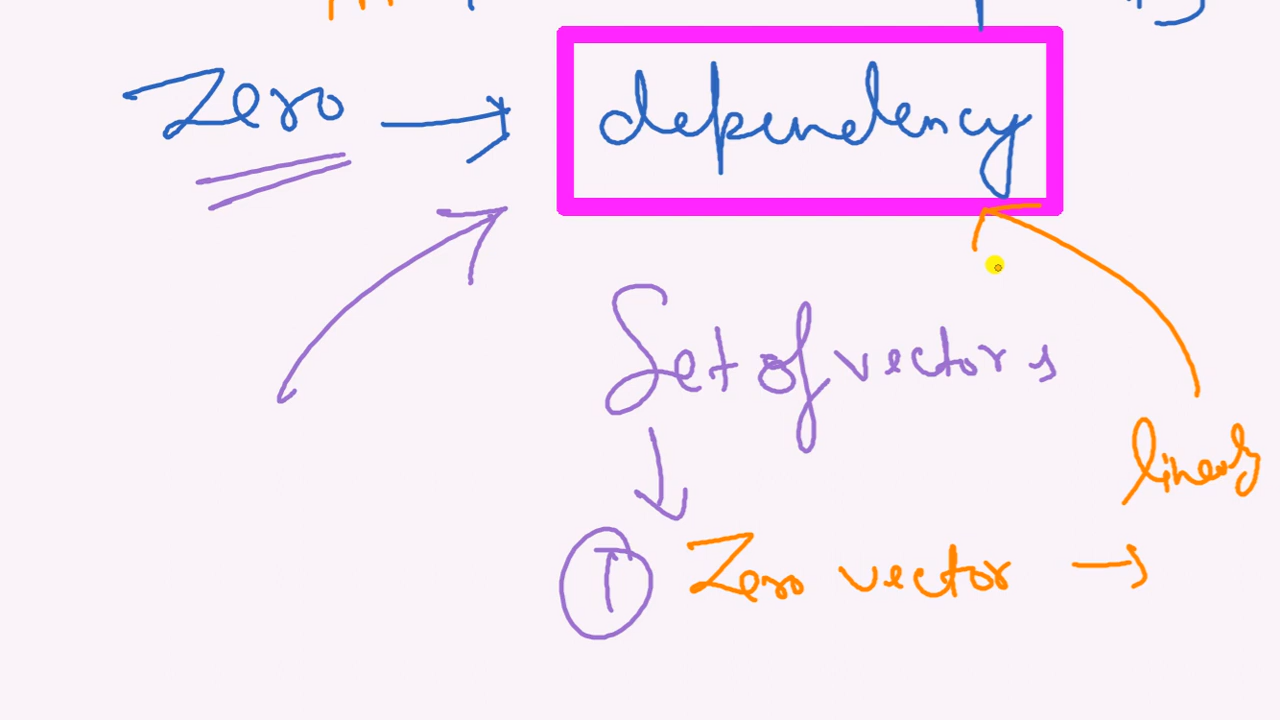 Zero → dependency
Set of vectors
linearly
① Zero vector →